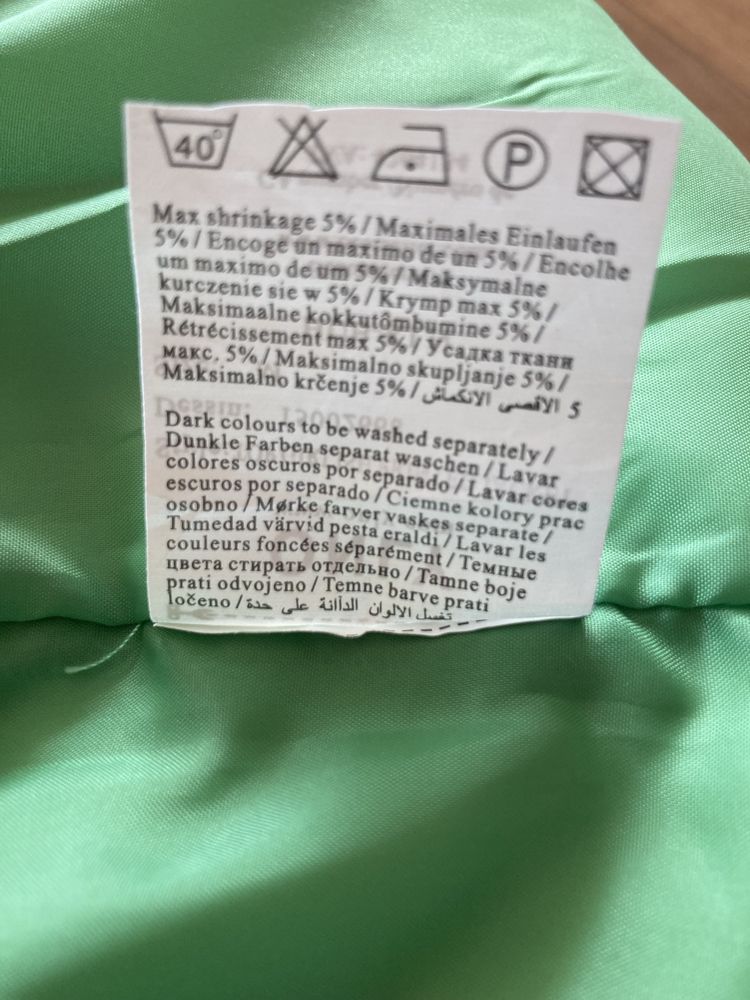 40°
P
Max shrinkage 5% / Maximales Einlaufen
5% / Encoge un maximo de un 5% / Encolhe
um maximo de um 5% / Maksymalne
kurczenie sie w 5% / Krymp max 5% /
Maksimaalne kokkutômbumine 5% /
Rétrécissement max 5% / Усадка ткани
макс. 5% / Maksimalno skupljanje 5% /
Maksimalno krčenje 5% / الاقصى الانكماش 5
Dark colours to be washed separately /
Dunkle Farben separat waschen / Lavar
colores oscuros por separado / Lavar cores
escuros por separado / Ciemne kolory prac
osobno / Mørke farver vaskes separate /
Tumedad värvid pesta eraldi / Lavar les
couleurs foncées séparément / Темные
цвета стирать отдельно / Tamne boje
prati odvojeno / Temne barve prati
ločeno / تغسل الالوان الداآنة على حدة